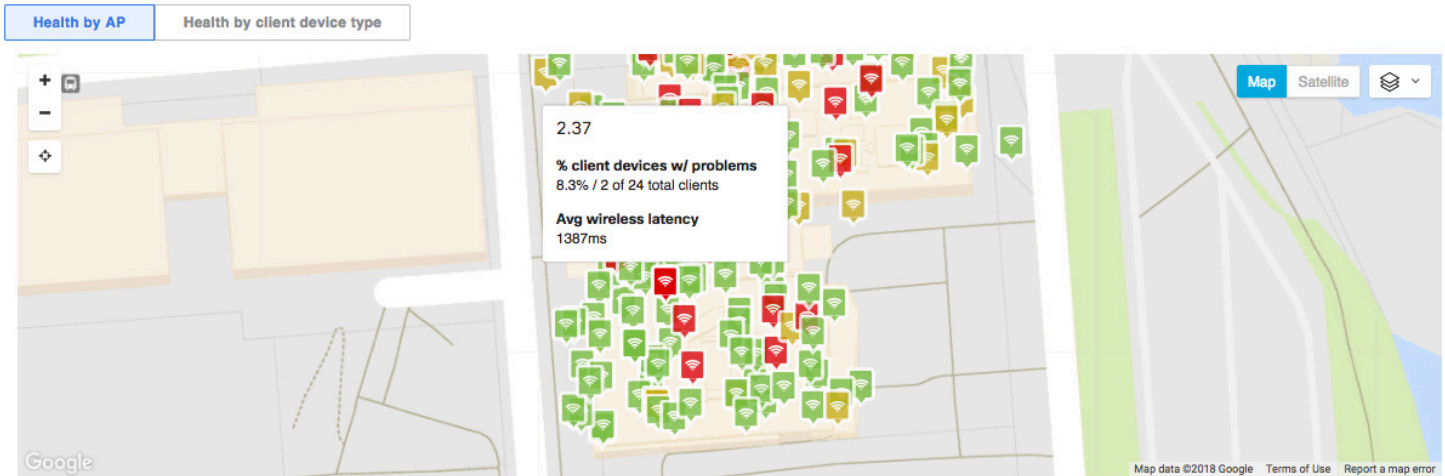 Health by AP
Health by client device type
+
−
Map
Satellite
2.37
% client devices w/ problems
8.3% / 2 of 24 total clients
Avg wireless latency
1387ms
Google
Map data ©2018 Google
Terms of Use
Report a map error